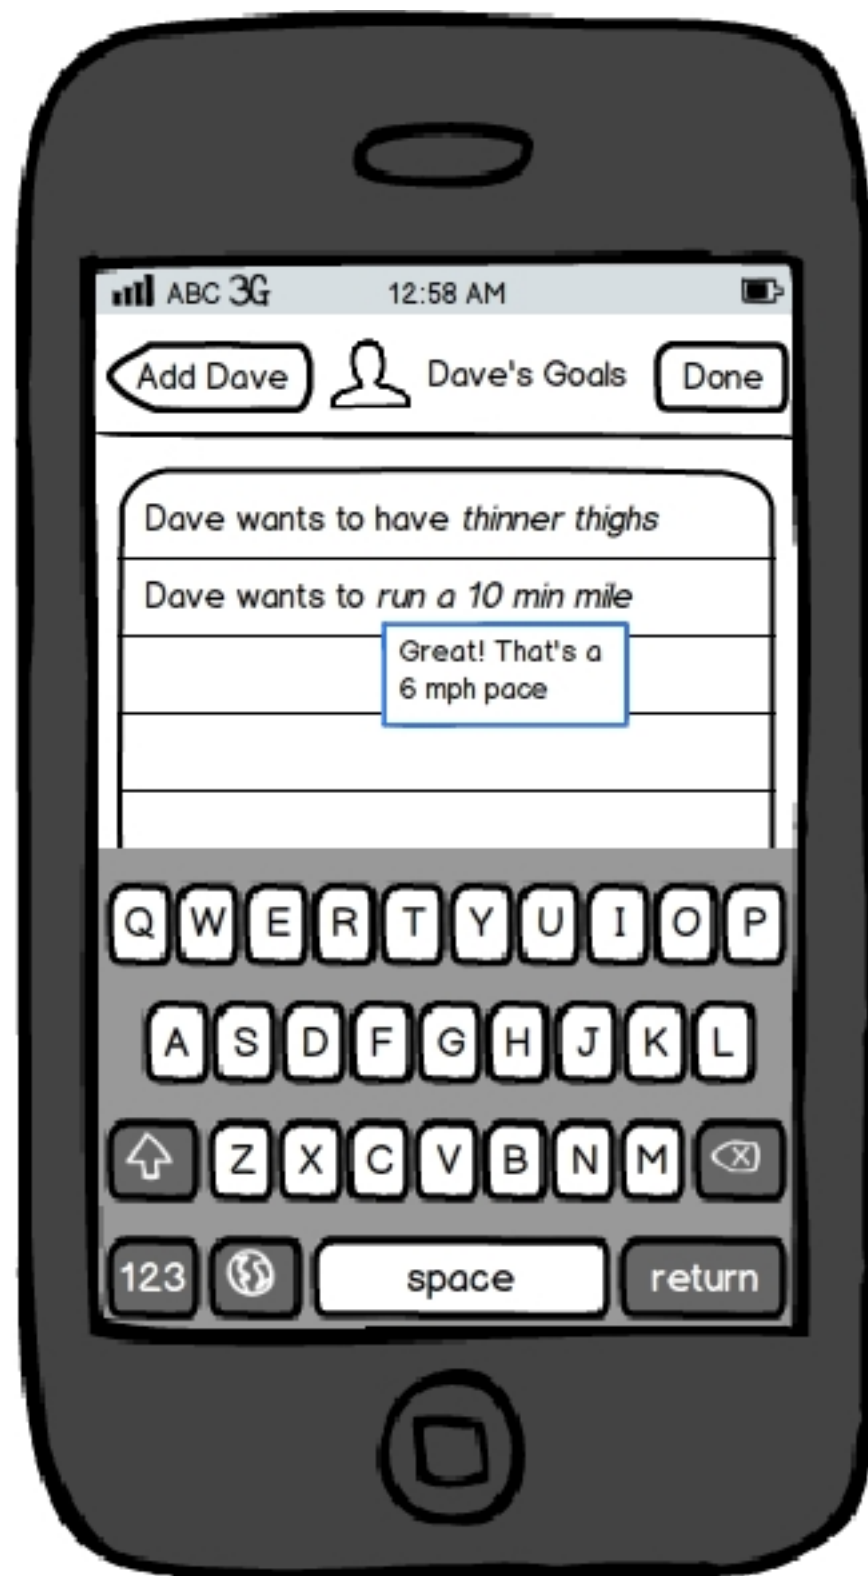 ABC 3G 12:58 AM
Add Dave Dave's Goals Done
Dave wants to have thinner thighs
Dave wants to run a 10 min mile
Great! That's a
6 mph pace
Q W E R T Y U I O P
A S D F G H J K L
Z X C V B N M
123 space return